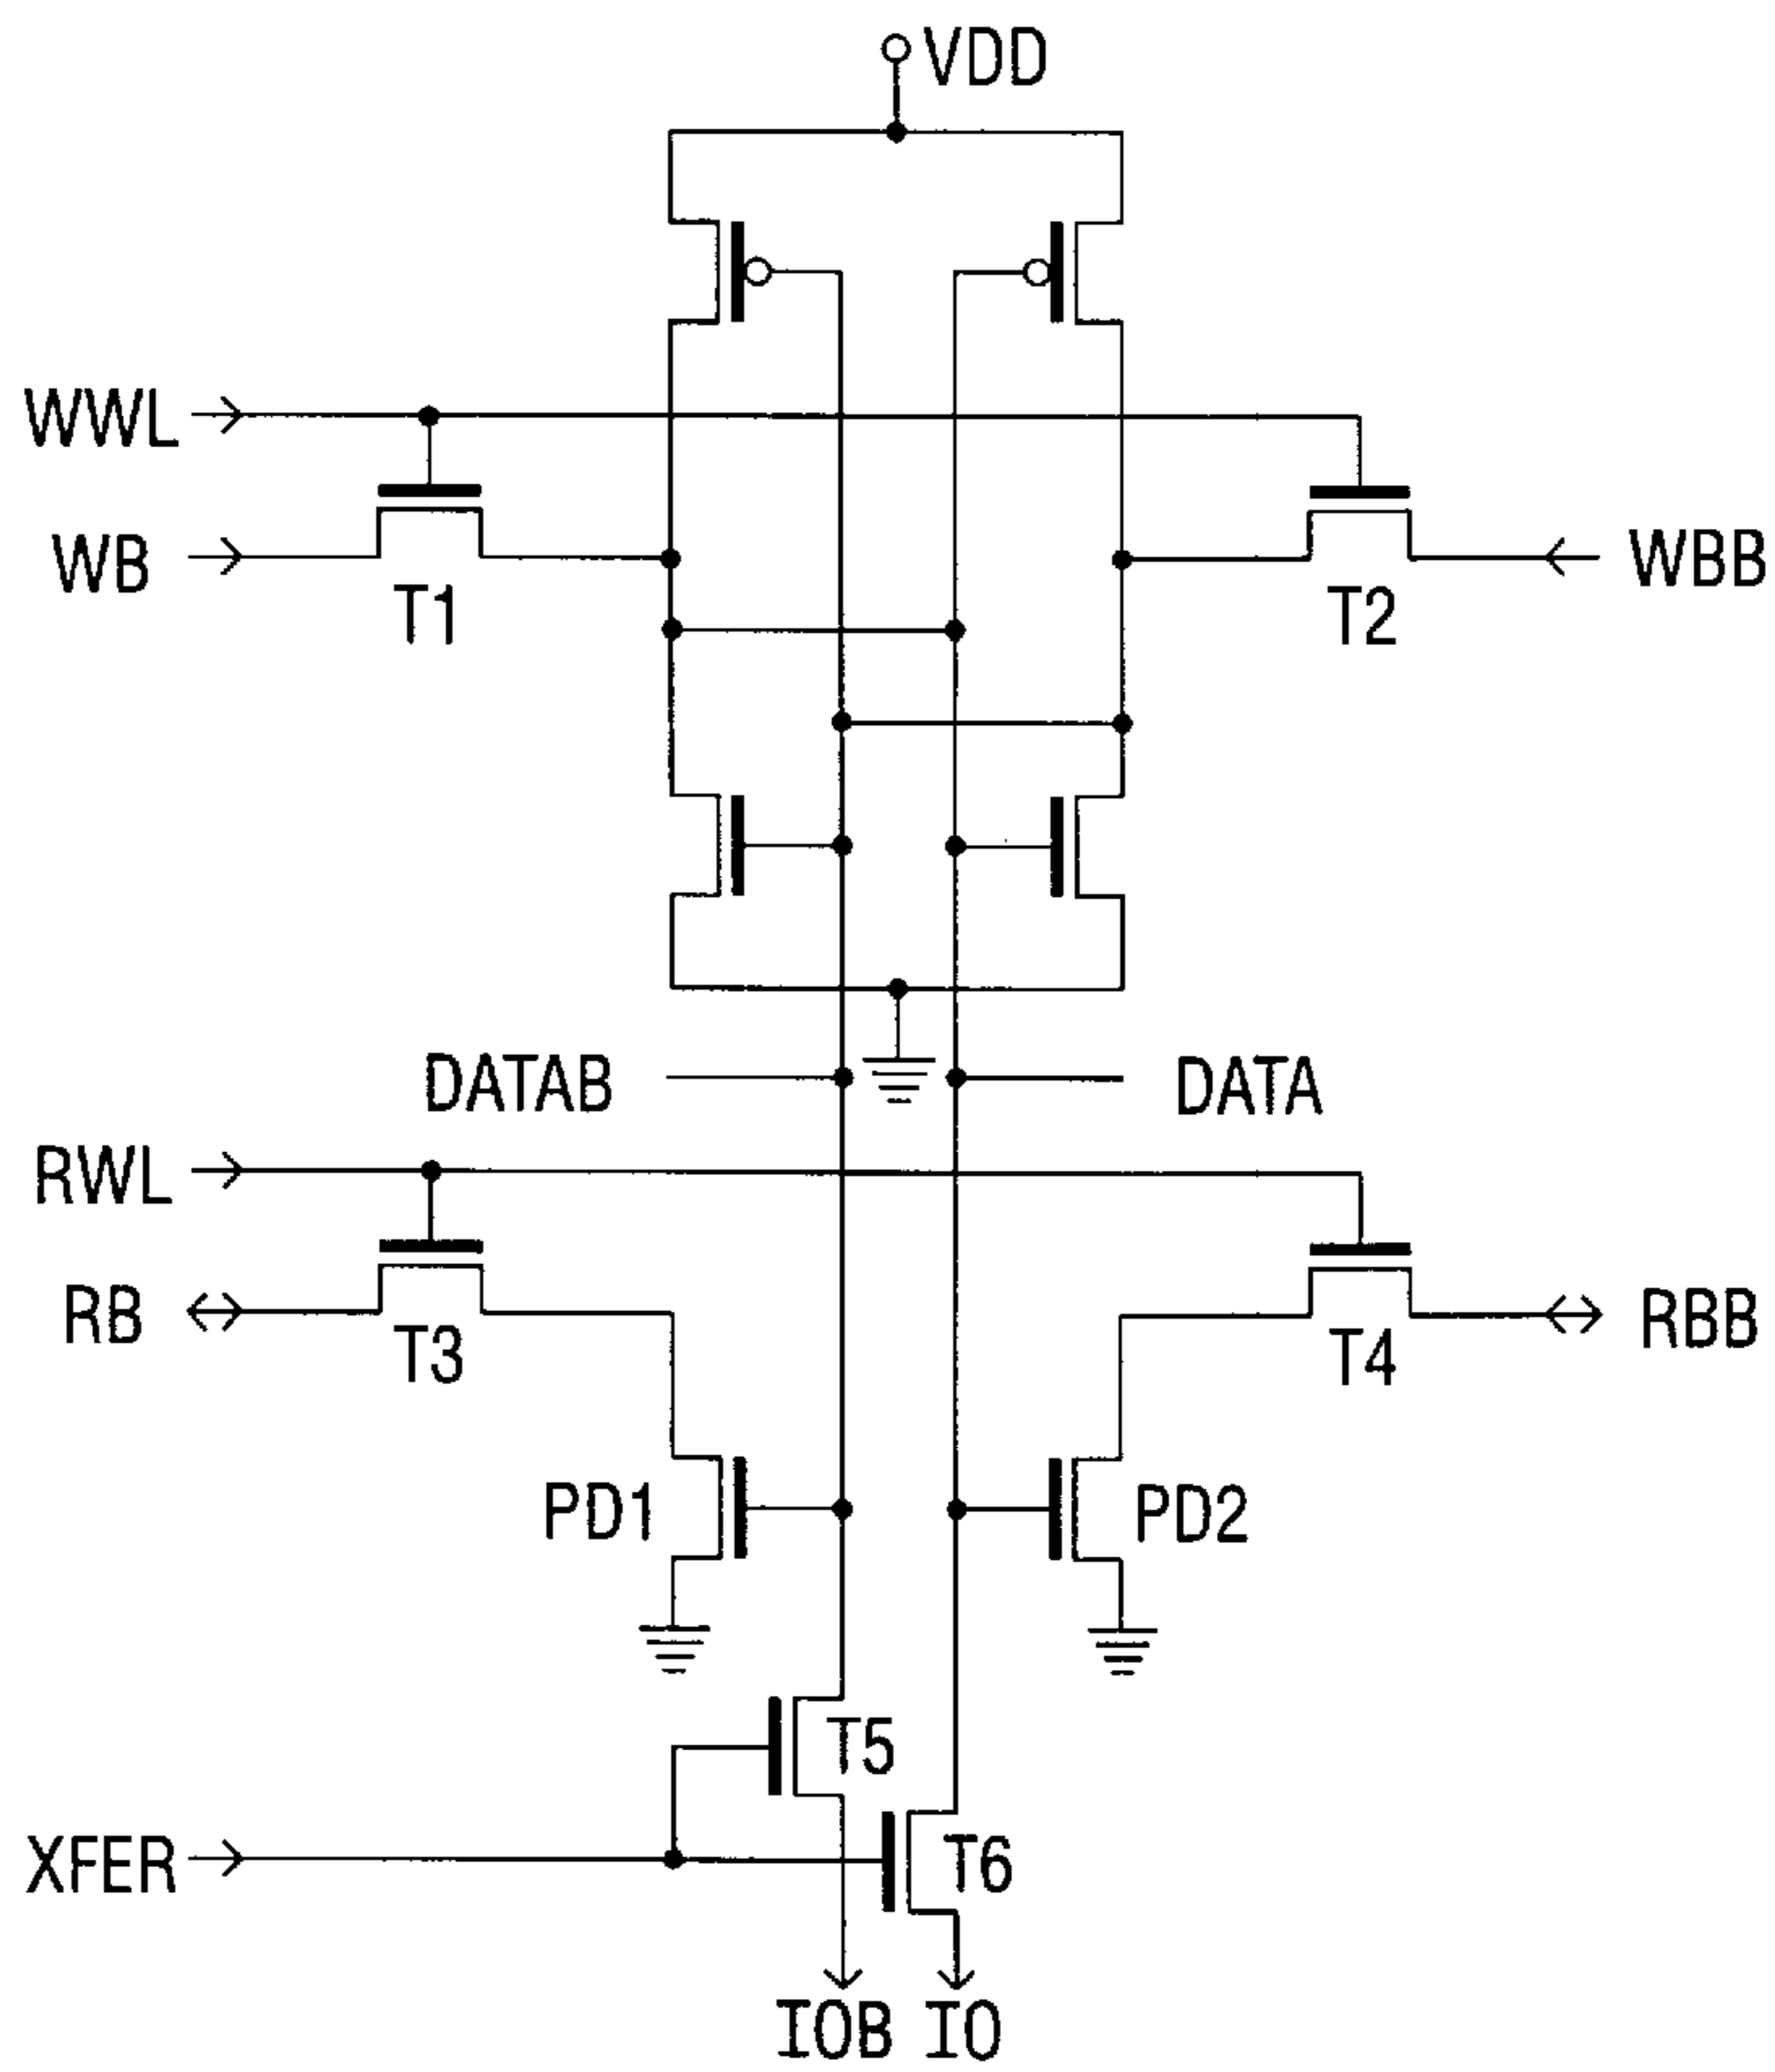 VDD
WWL
WB
T1
T2
WBB
DATAB
DATA
RWL
RB
T3
T4
RBB
PD1
PD2
T5
XFER
T6
IOB IO